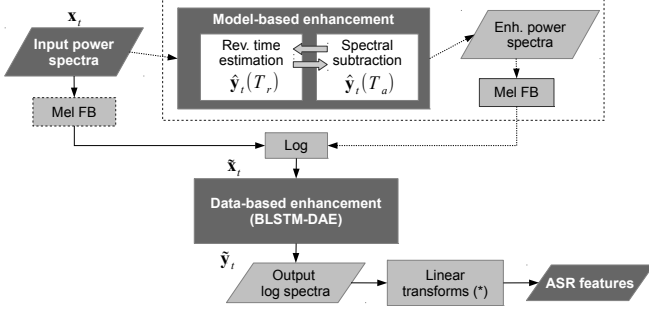 x_t
Input power
spectra
Mel FB
Model-based enhancement
Rev. time
estimation
ŷ_t(T_r)
Spectral
subtraction
ŷ_t(T_a)
Enh. power
spectra
Mel FB
Log
x̃_t
Data-based enhancement
(BLSTM-DAE)
ỹ_t
Output
log spectra
Linear
transforms (*)
ASR features